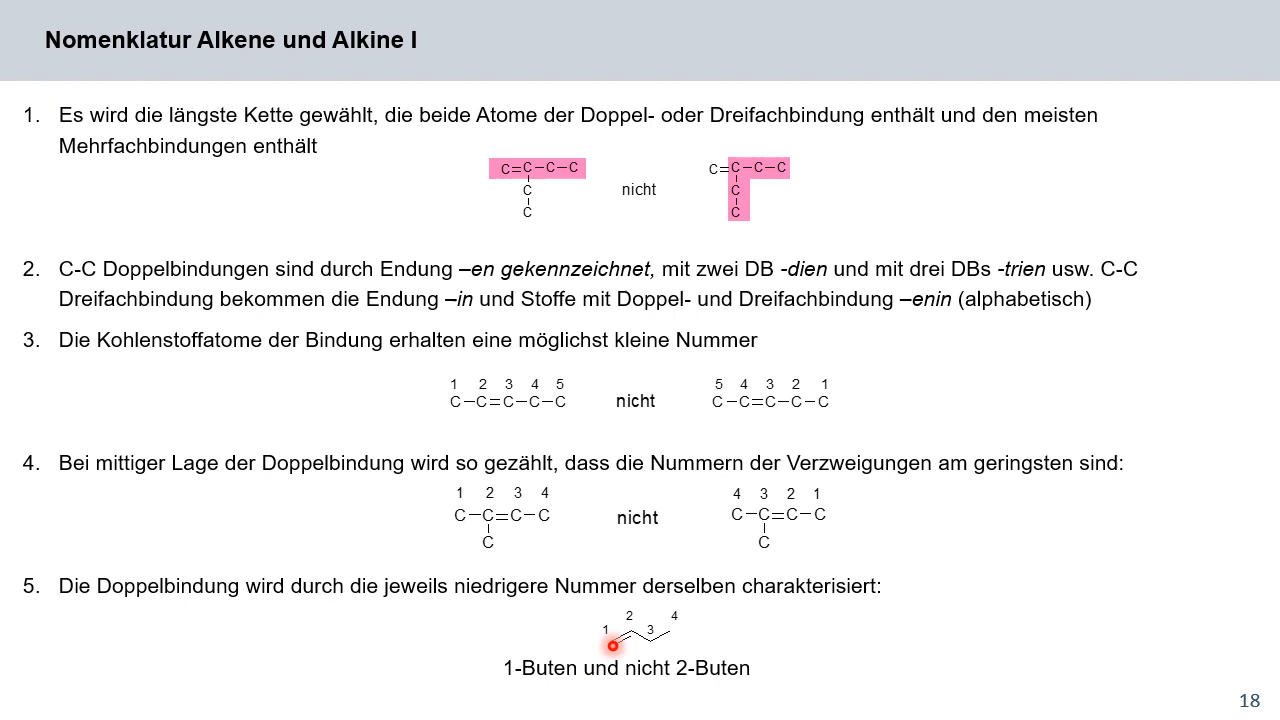 Nomenklatur Alkene und Alkine I
1. Es wird die längste Kette gewählt, die beide Atome der Doppel- oder Dreifachbindung enthält und den meisten
Mehrfachbindungen enthält
C=C–C–C nicht C=C–C–C
C C
C C
2. C-C Doppelbindungen sind durch Endung –en gekennzeichnet, mit zwei DB -dien und mit drei DBs -trien usw. C-C
Dreifachbindung bekommen die Endung –in und Stoffe mit Doppel- und Dreifachbindung –enin (alphabetisch)
3. Die Kohlenstoffatome der Bindung erhalten eine möglichst kleine Nummer
1 2 3 4 5 5 4 3 2 1
C–C=C–C–C nicht C–C=C–C–C
4. Bei mittiger Lage der Doppelbindung wird so gezählt, dass die Nummern der Verzweigungen am geringsten sind:
1 2 3 4 4 3 2 1
C–C=C–C nicht C–C=C–C
C C
5. Die Doppelbindung wird durch die jeweils niedrigere Nummer derselben charakterisiert:
1 2 3 4
1-Buten und nicht 2-Buten
18